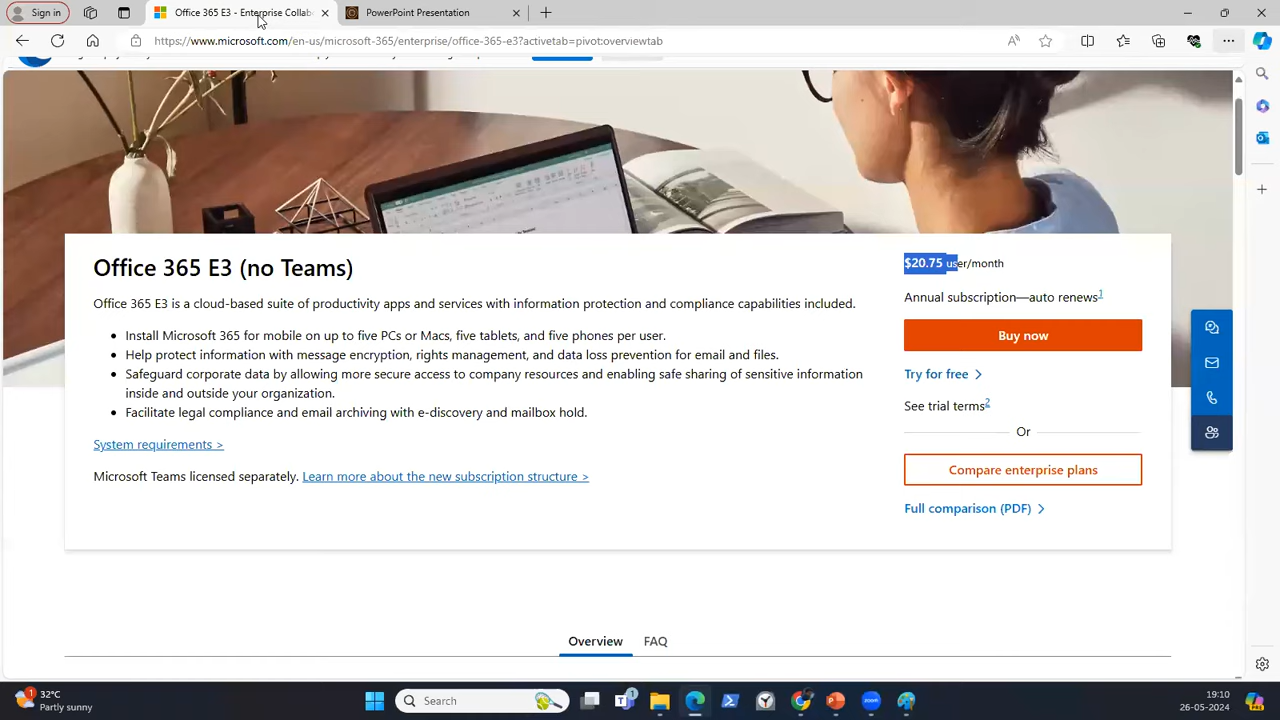 Sign in
Office 365 E3 - Enterprise Collab
PowerPoint Presentation
https://www.microsoft.com/en-us/microsoft-365/enterprise/office-365-e3?activetab=pivot:overviewtab
Office 365 E3 (no Teams)
Office 365 E3 is a cloud-based suite of productivity apps and services with information protection and compliance capabilities included.
• Install Microsoft 365 for mobile on up to five PCs or Macs, five tablets, and five phones per user.
• Help protect information with message encryption, rights management, and data loss prevention for email and files.
• Safeguard corporate data by allowing more secure access to company resources and enabling safe sharing of sensitive information
inside and outside your organization.
• Facilitate legal compliance and email archiving with e-discovery and mailbox hold.
System requirements >
Microsoft Teams licensed separately. Learn more about the new subscription structure >
$20.75 user/month
Annual subscription—auto renews1
Buy now
Try for free >
See trial terms2
Or
Compare enterprise plans
Full comparison (PDF) >
Overview
FAQ
1
32°C
Partly sunny
Search
1
19:10
26-05-2024